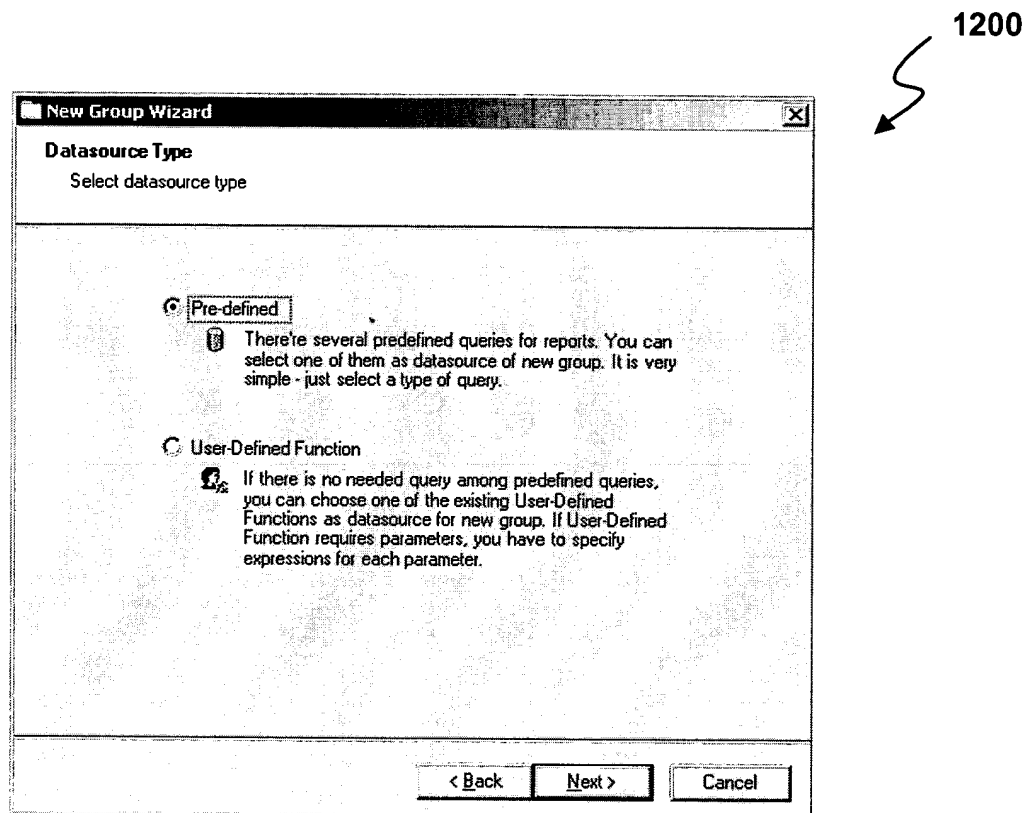 1200
New Group Wizard
Datasource Type
Select datasource type
Pre-defined
There're several predefined queries for reports. You can
select one of them as datasource of new group. It is very
simple - just select a type of query.
User-Defined Function
If there is no needed query among predefined queries,
you can choose one of the existing User-Defined
Functions as datasource for new group. If User-Defined
Function requires parameters, you have to specify
expressions for each parameter.
< Back Next > Cancel